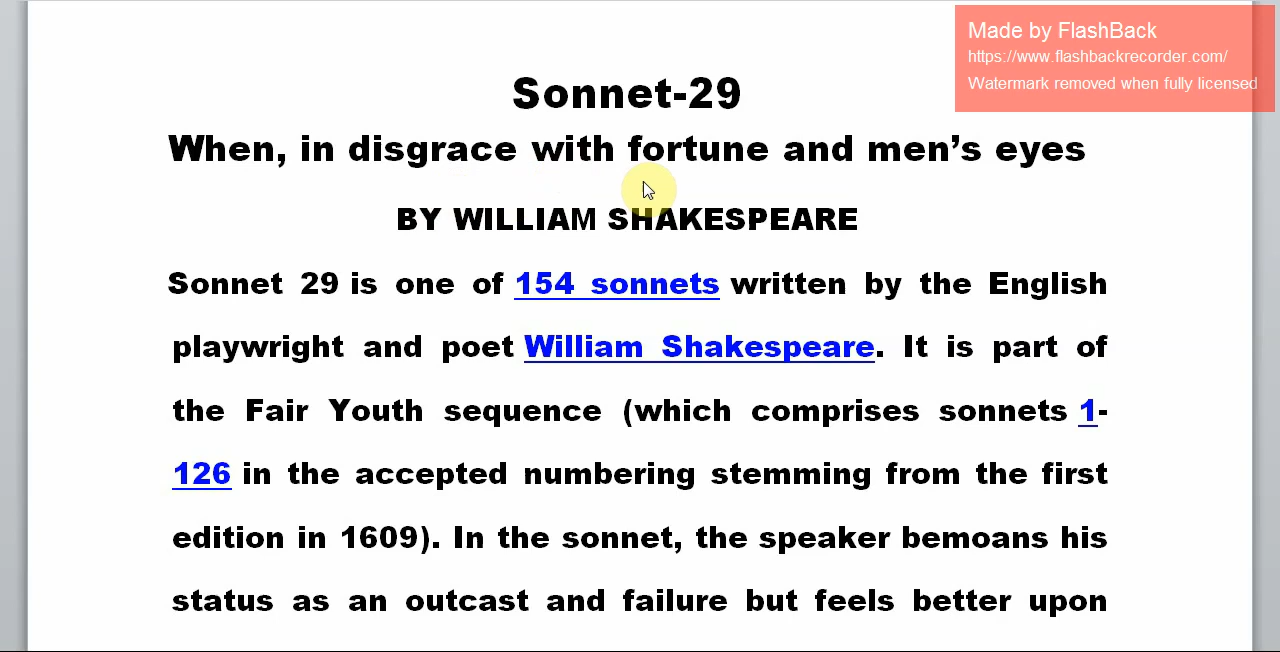 Made by FlashBack
https://www.flashbackrecorder.com/
Watermark removed when fully licensed
Sonnet-29
When, in disgrace with fortune and men’s eyes
BY WILLIAM SHAKESPEARE
Sonnet 29 is one of 154 sonnets written by the English
playwright and poet William Shakespeare. It is part of
the Fair Youth sequence (which comprises sonnets 1-
126 in the accepted numbering stemming from the first
edition in 1609). In the sonnet, the speaker bemoans his
status as an outcast and failure but feels better upon